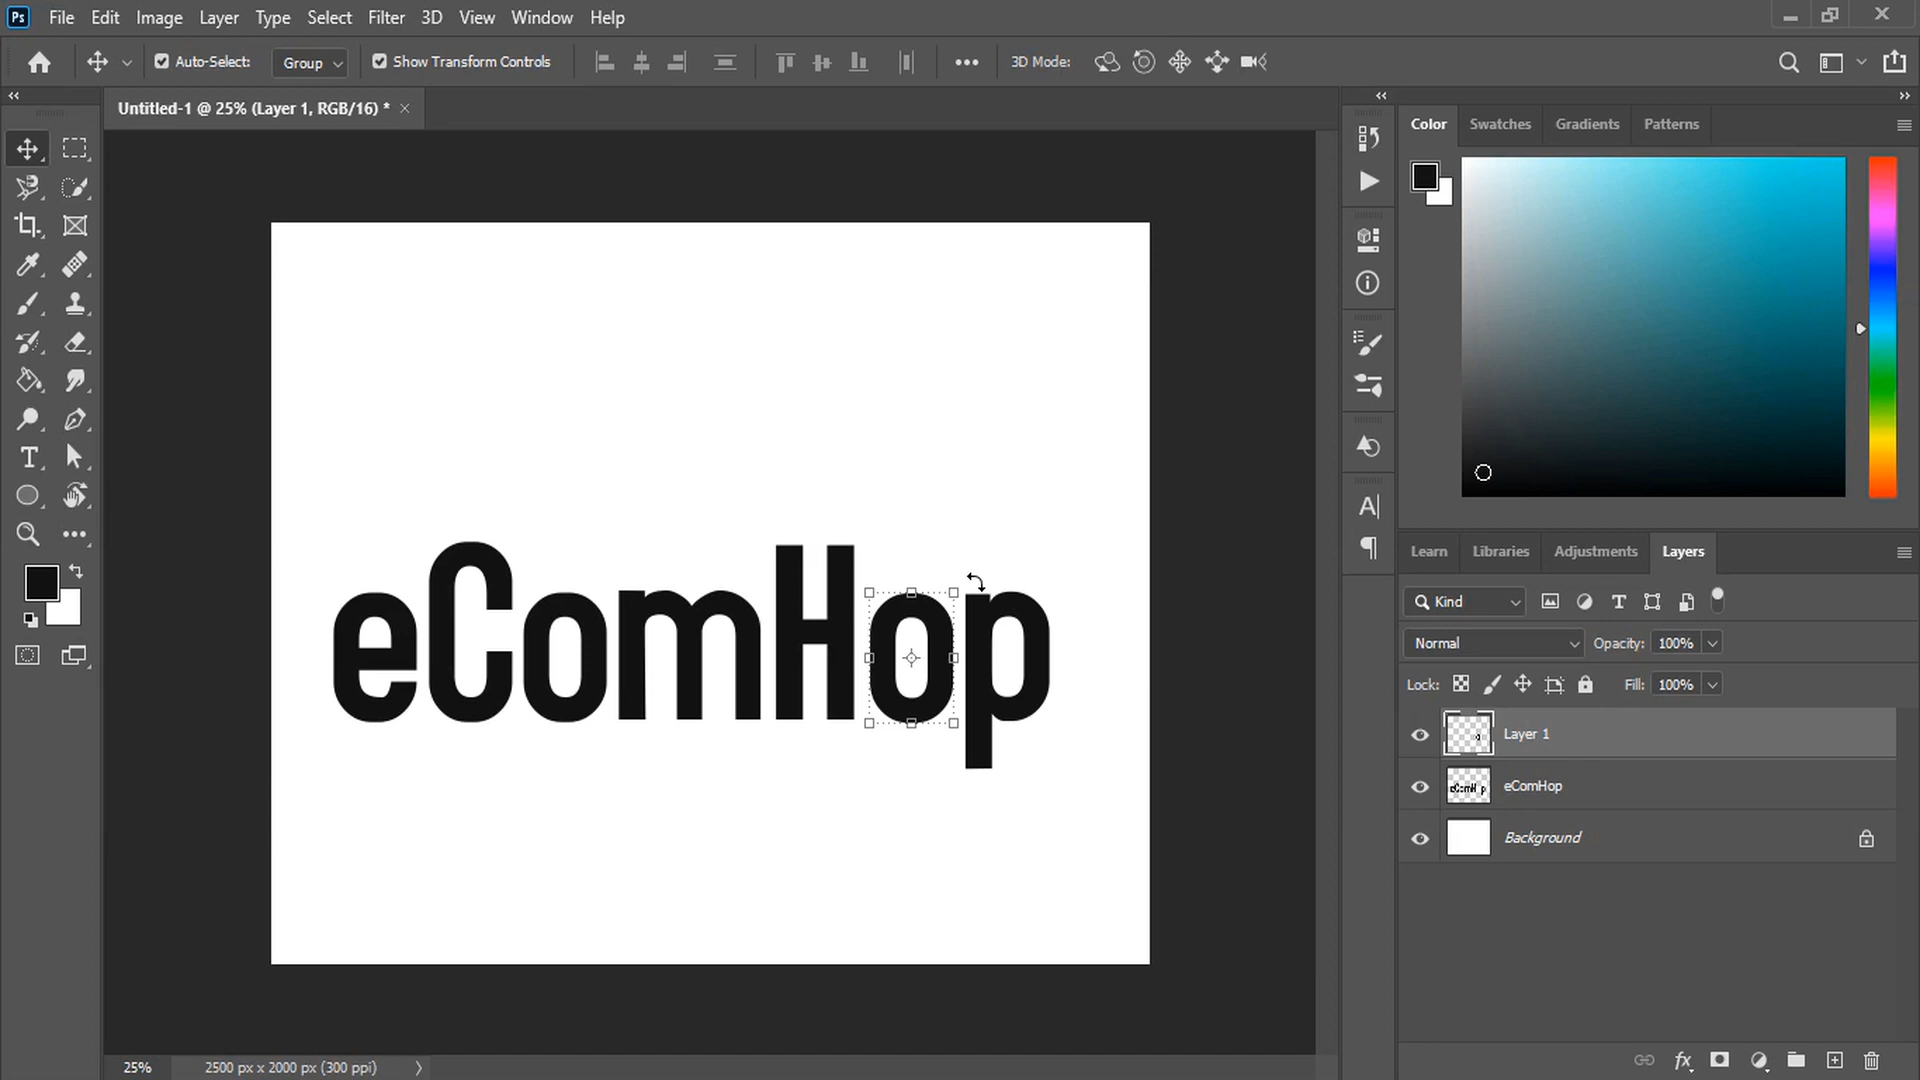 Ps File Edit Image Layer Type Select Filter 3D View Window Help
Auto-Select: Group Show Transform Controls 3D Mode:
Untitled-1 @ 25% (Layer 1, RGB/16) *
Color Swatches Gradients Patterns
eComHop
Learn Libraries Adjustments Layers
Kind
Normal Opacity: 100%
Lock: Fill: 100%
Layer 1
eComHop
Background
25% 2500 px x 2000 px (300 ppi)